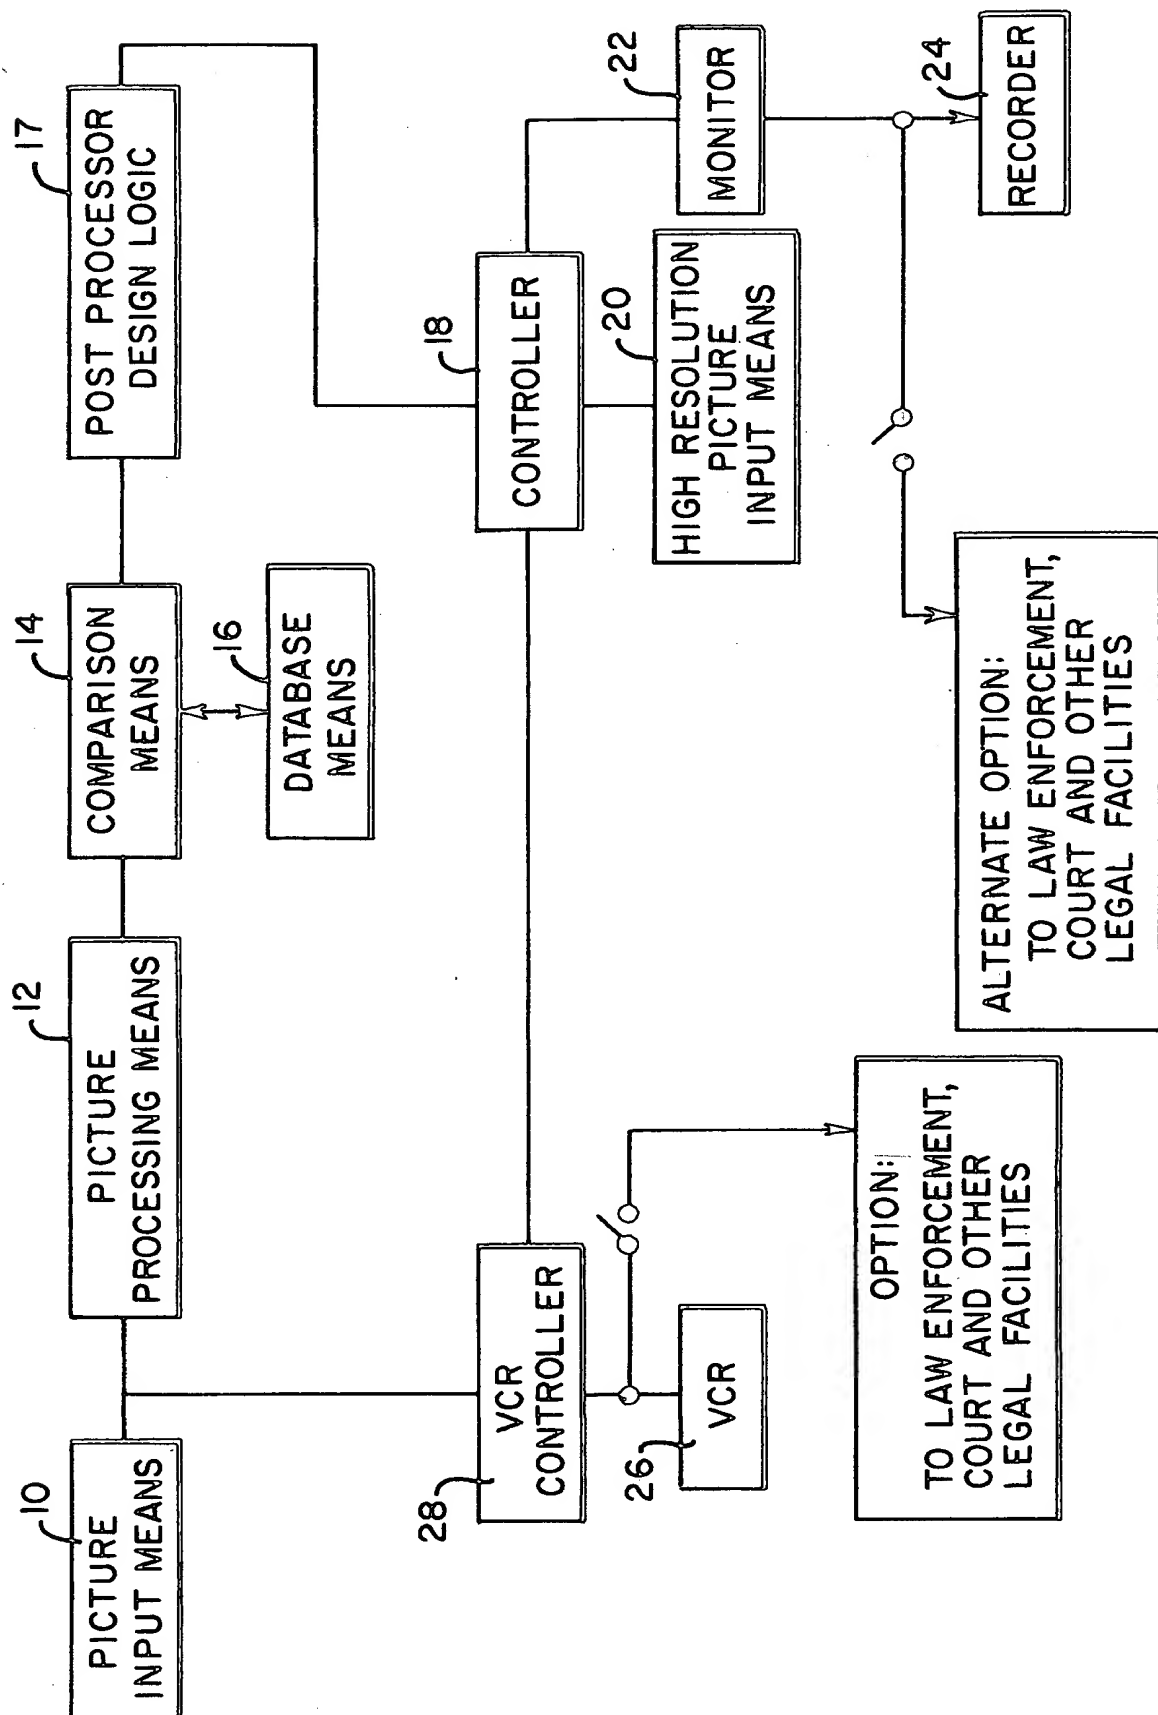 10
PICTURE
INPUT MEANS
12
PICTURE
PROCESSING MEANS
14
COMPARISON
MEANS
16
DATABASE
MEANS
17
POST PROCESSOR
DESIGN LOGIC
28
VCR
CONTROLLER
18
CONTROLLER
26
VCR
20
HIGH RESOLUTION
PICTURE
INPUT MEANS
22
MONITOR
24
RECORDER
OPTION:
TO LAW ENFORCEMENT,
COURT AND OTHER
LEGAL FACILITIES
ALTERNATE OPTION:
TO LAW ENFORCEMENT,
COURT AND OTHER
LEGAL FACILITIES